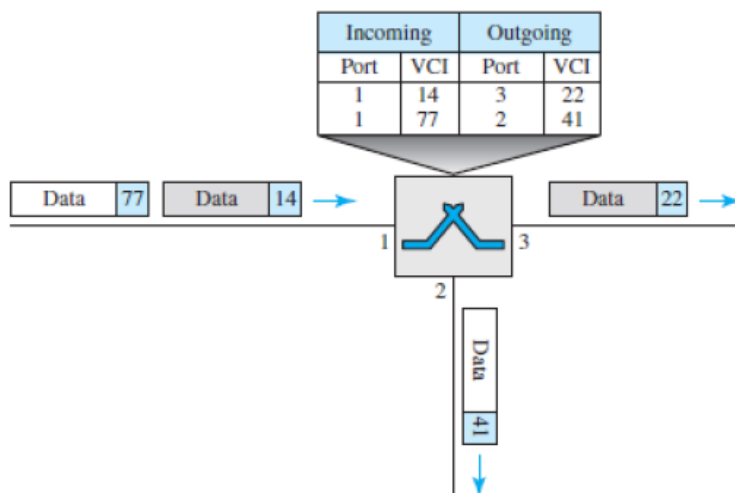 Incoming Outgoing
Port VCI Port VCI
1 14 3 22
1 77 2 41
Data 77 Data 14 Data 22
1 3
2
Data 41